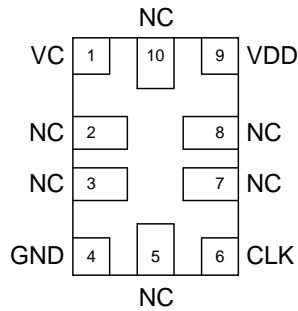 NC
VC 1 10 9 VDD
NC 2 8 NC
NC 3 7 NC
GND 4 5 6 CLK
NC